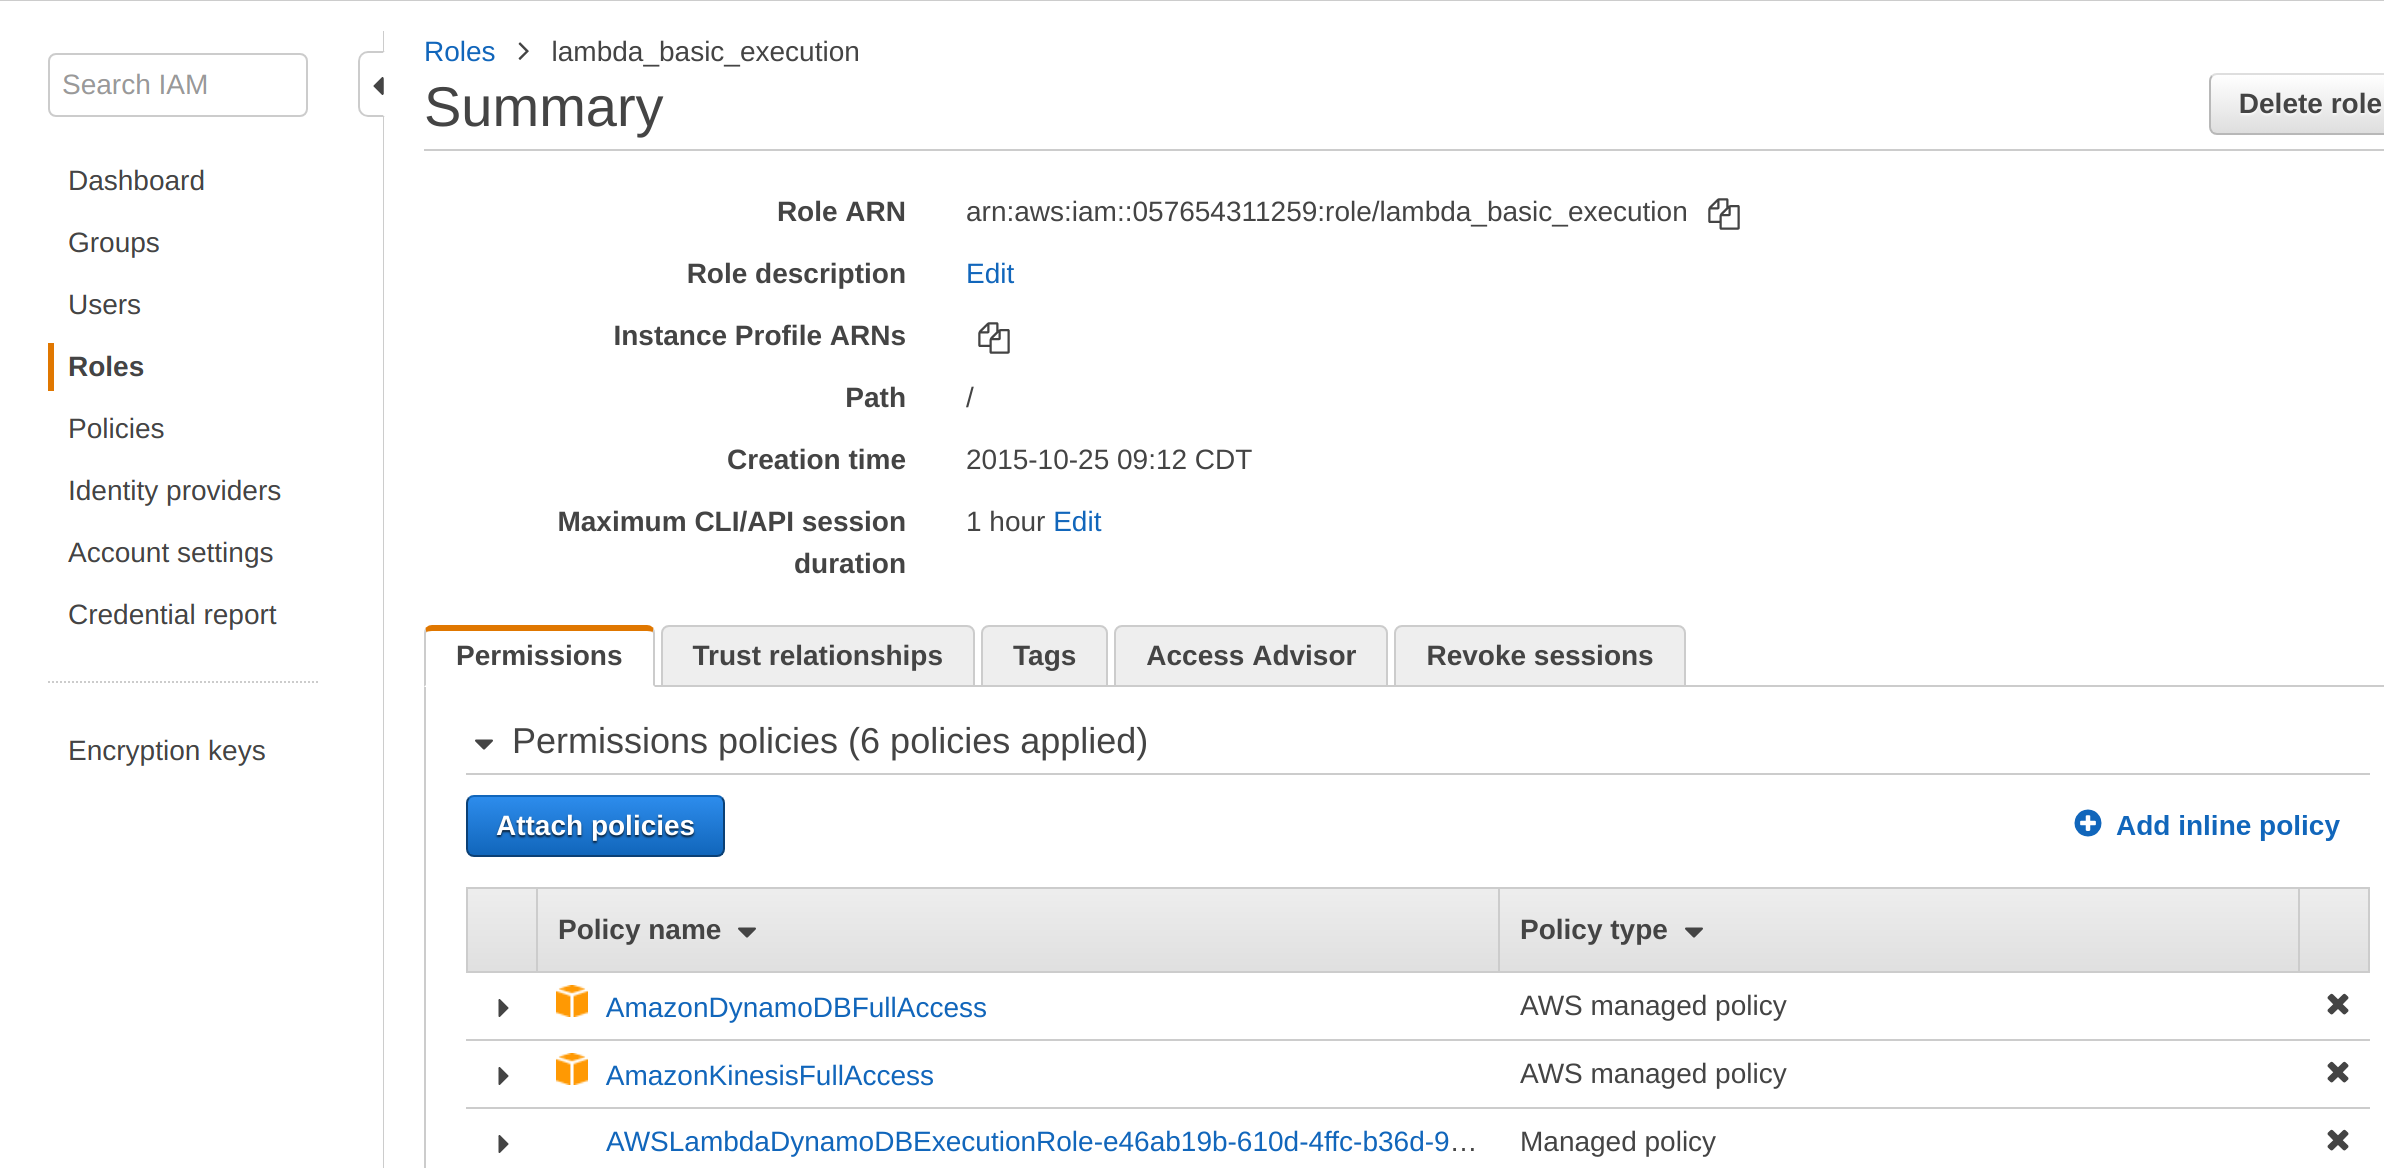 Search IAM
Dashboard
Groups
Users
Roles
Policies
Identity providers
Account settings
Credential report
Encryption keys
Roles > lambda_basic_execution
Summary
Delete role
Role ARN arn:aws:iam::057654311259:role/lambda_basic_execution
Role description Edit
Instance Profile ARNs
Path /
Creation time 2015-10-25 09:12 CDT
Maximum CLI/API session 1 hour Edit
duration
Permissions Trust relationships Tags Access Advisor Revoke sessions
Permissions policies (6 policies applied)
Attach policies Add inline policy
Policy name Policy type
AmazonDynamoDBFullAccess AWS managed policy
AmazonKinesisFullAccess AWS managed policy
AWSLambdaDynamoDBExecutionRole-e46ab19b-610d-4ffc-b36d-9… Managed policy